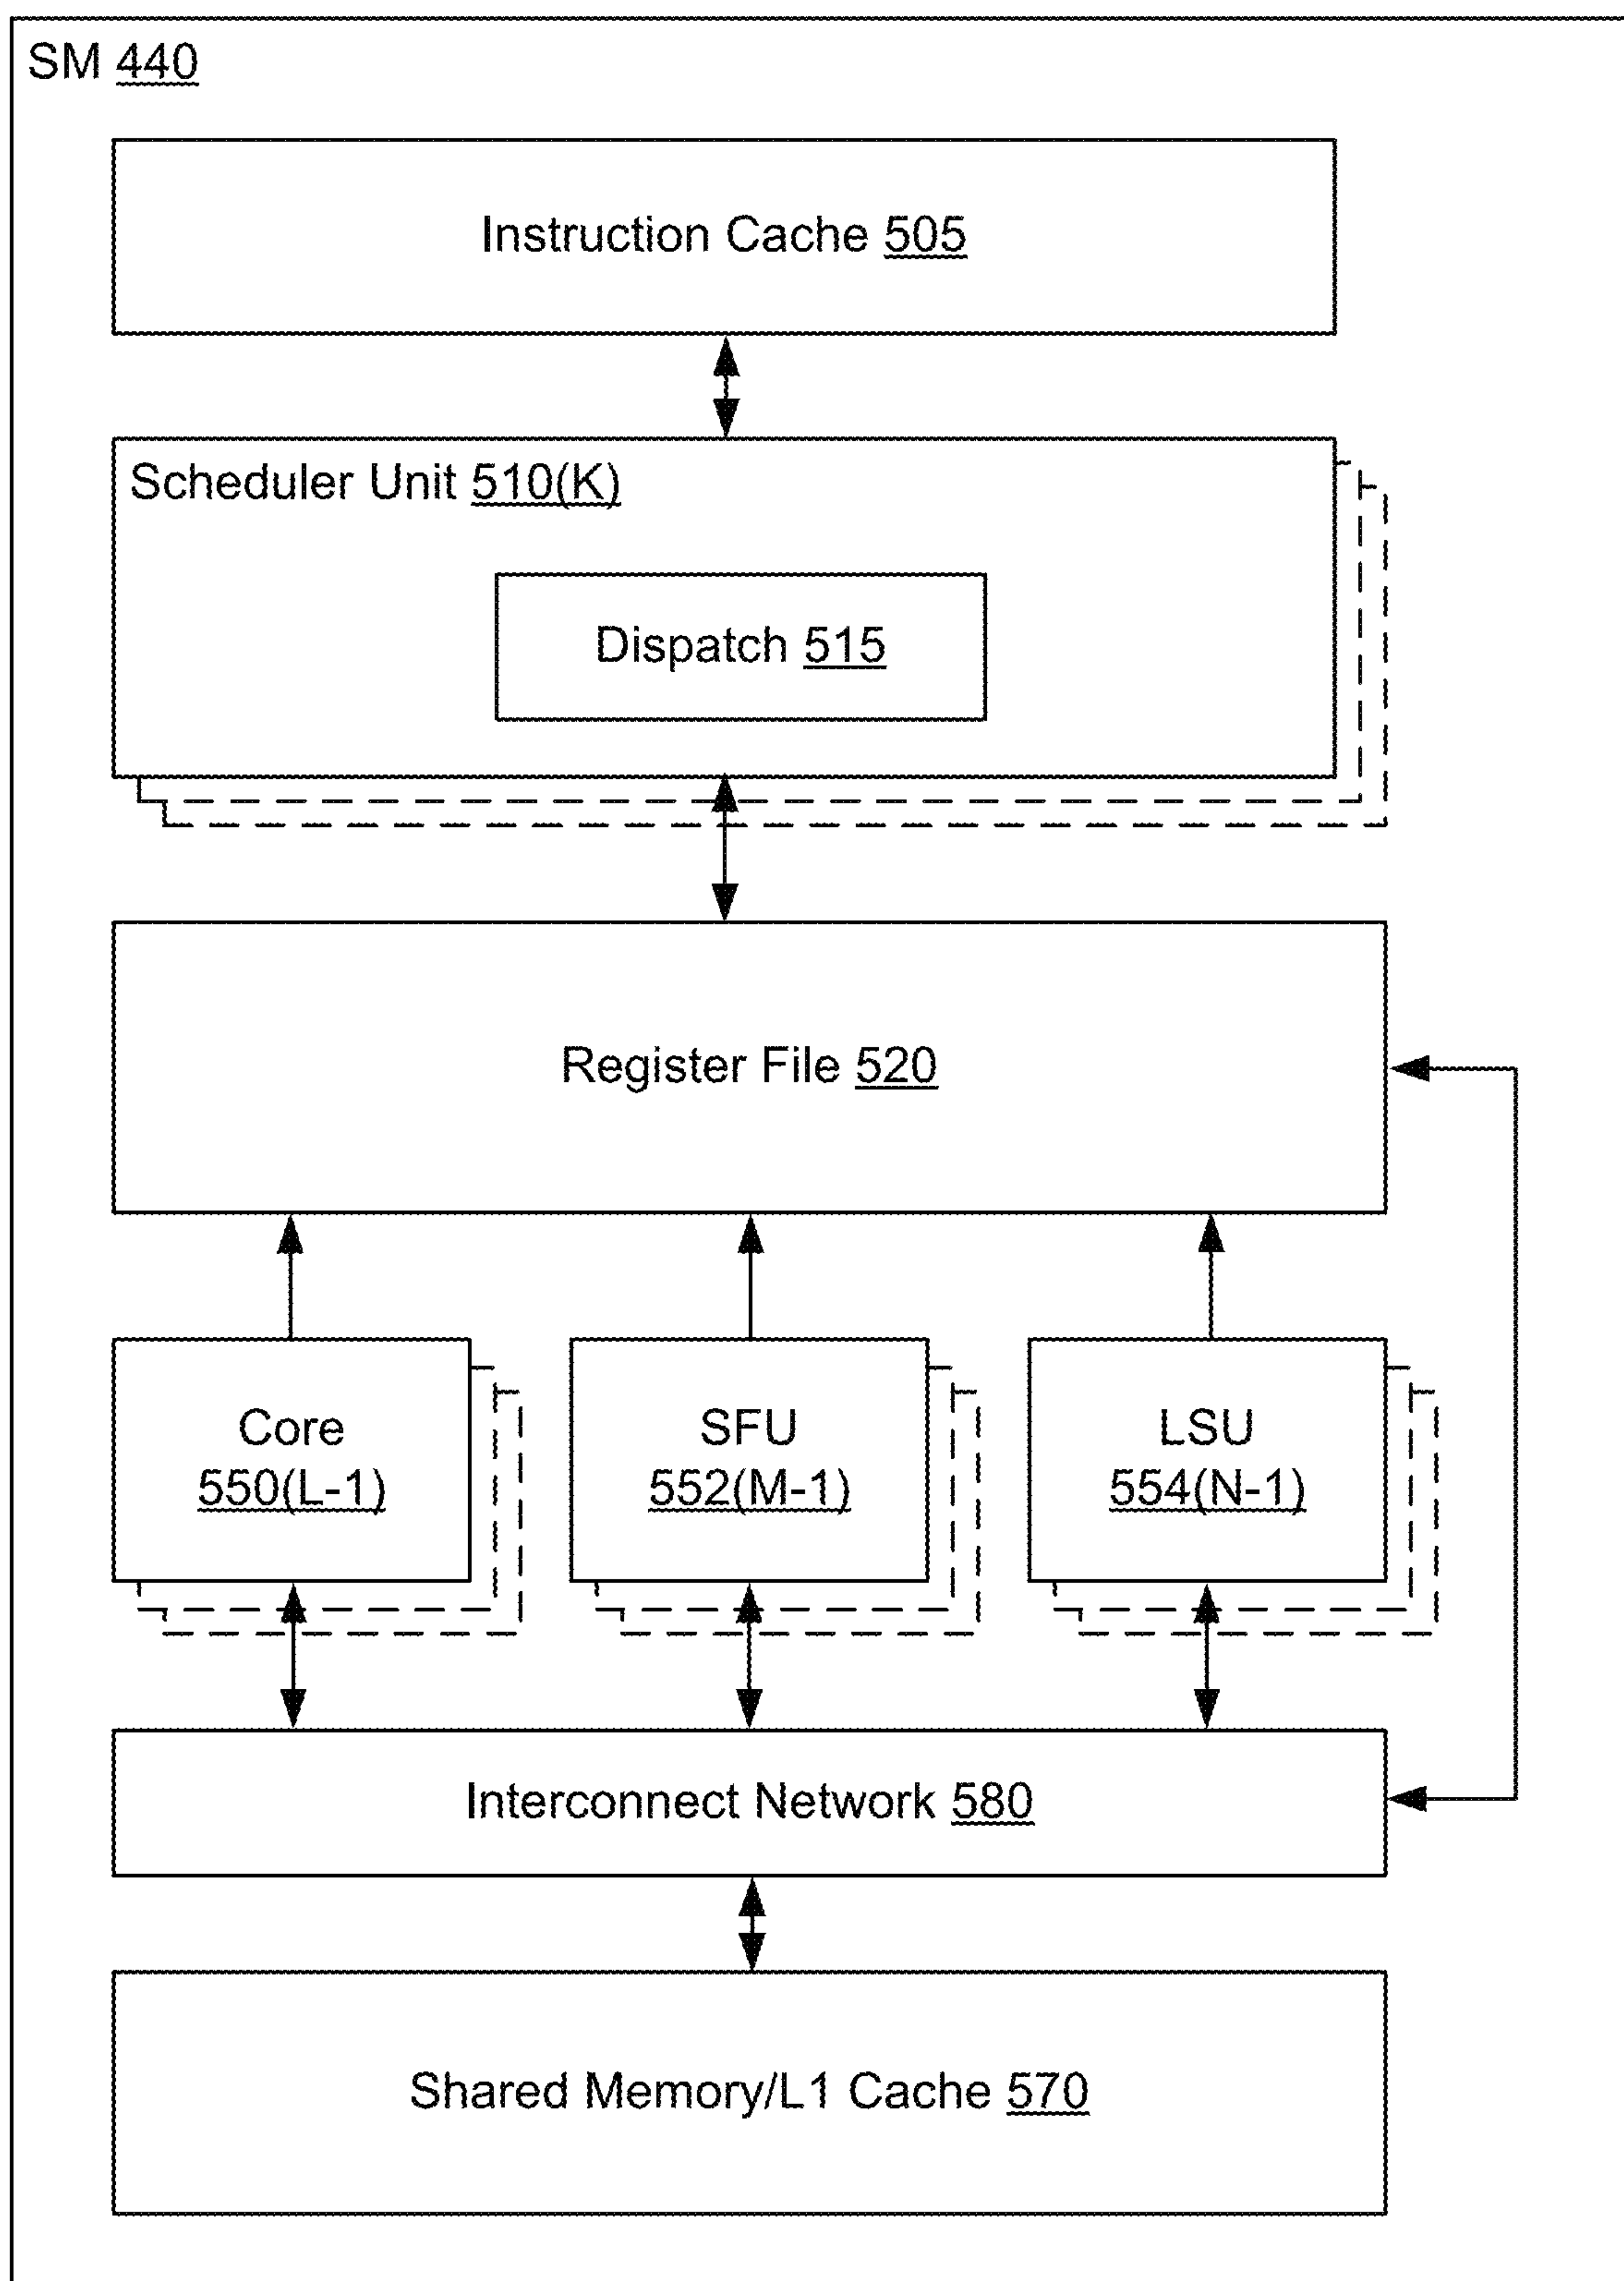 SM 440
Instruction Cache 505
Scheduler Unit 510(K)
Dispatch 515
Register File 520
Core
550(L-1)
SFU
552(M-1)
LSU
554(N-1)
Interconnect Network 580
Shared Memory/L1 Cache 570